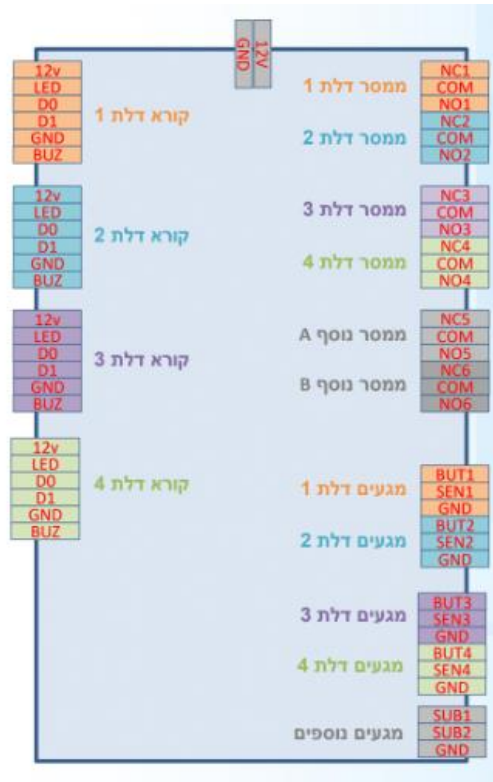 GND
12V
12v
LED
D0
D1
GND
BUZ
קורא דלת 1
12v
LED
D0
D1
GND
BUZ
קורא דלת 2
12v
LED
D0
D1
GND
BUZ
קורא דלת 3
12v
LED
D0
D1
GND
BUZ
קורא דלת 4
ממסר דלת 1
NC1
COM
NO1
ממסר דלת 2
NC2
COM
NO2
ממסר דלת 3
NC3
COM
NO3
ממסר דלת 4
NC4
COM
NO4
ממסר נוסף A
NC5
COM
NO5
ממסר נוסף B
NC6
COM
NO6
מגעים דלת 1
BUT1
SEN1
GND
מגעים דלת 2
BUT2
SEN2
GND
מגעים דלת 3
BUT3
SEN3
GND
מגעים דלת 4
BUT4
SEN4
GND
מגעים נוספים
SUB1
SUB2
GND